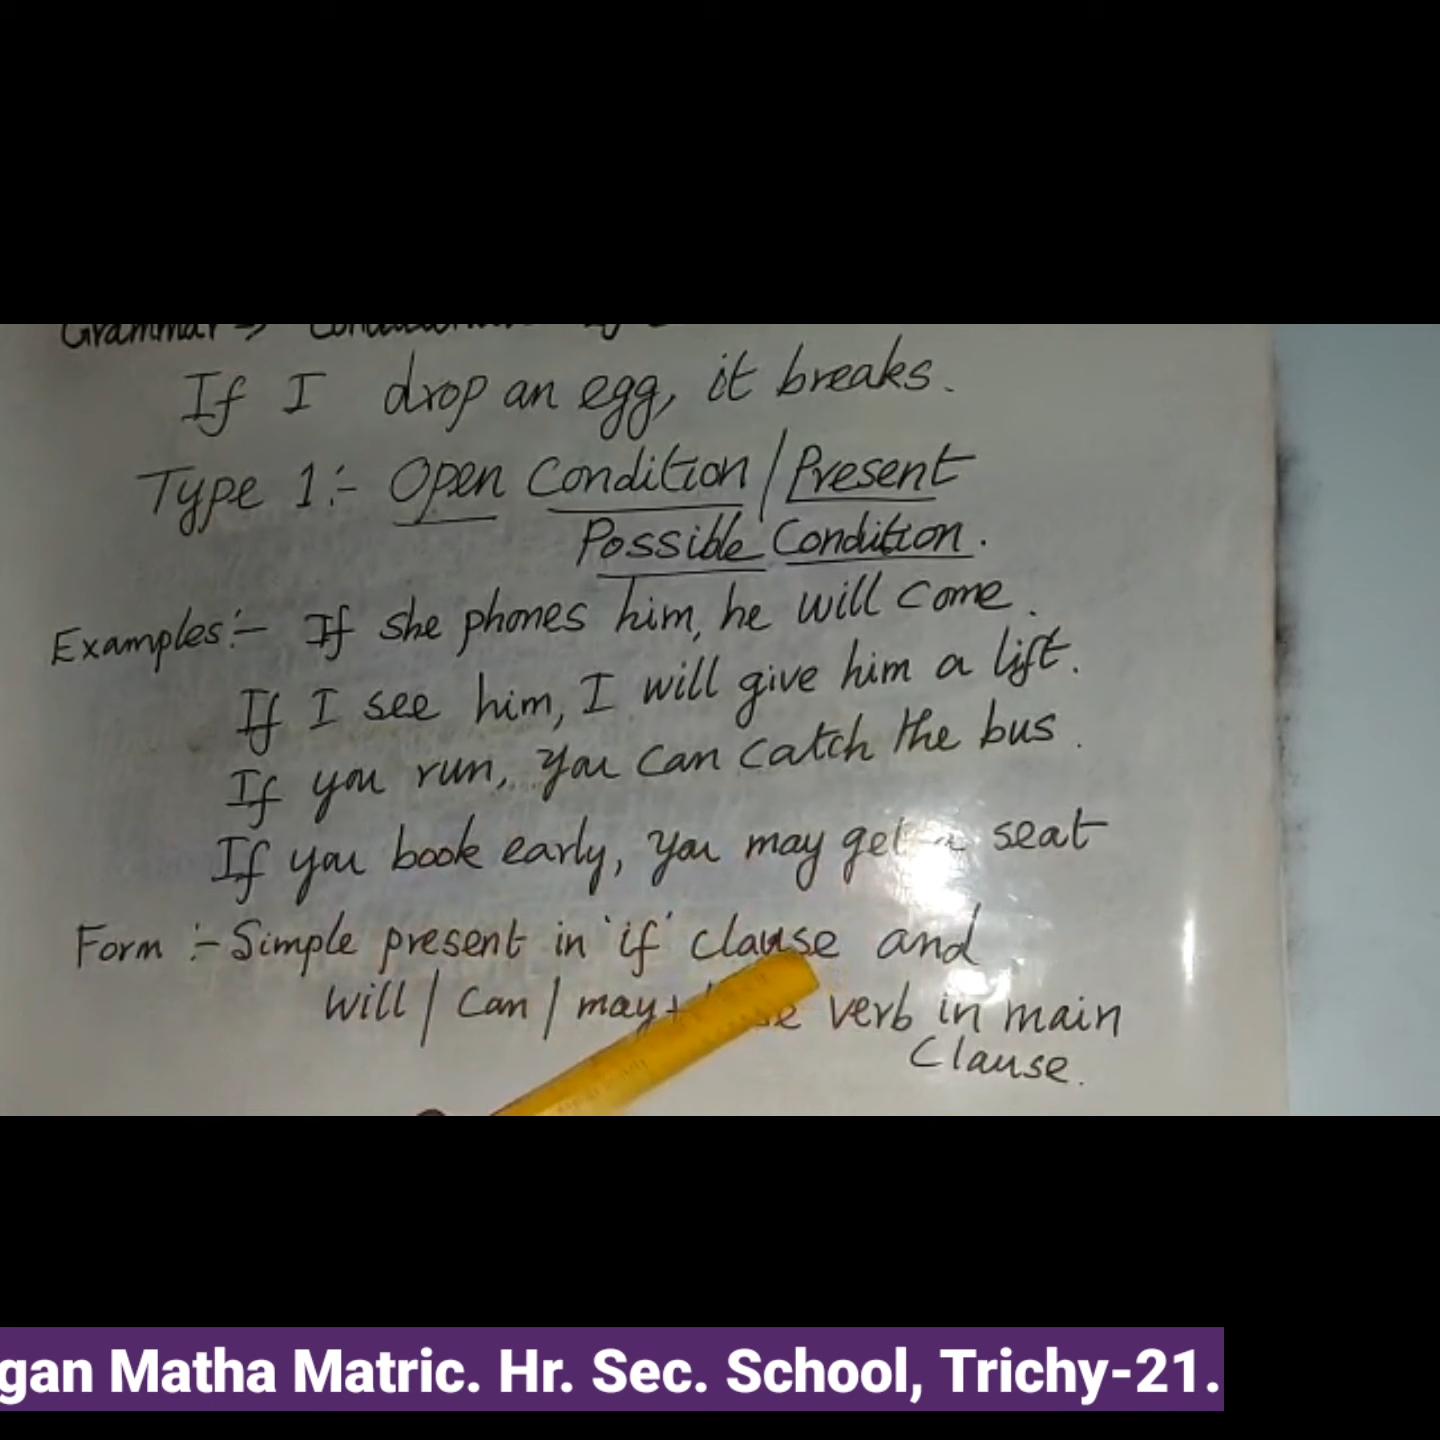 Grammar →
If I drop an egg, it breaks.
Type 1:- Open Condition / Present
Possible Condition.
Examples:- If she phones him, he will come.
If I see him, I will give him a lift.
If you run, you can catch the bus.
If you book early, you may get a seat
Form :- Simple present in 'if' clause and
will / can / may + verb in main
Clause.
gan Matha Matric. Hr. Sec. School, Trichy-21.